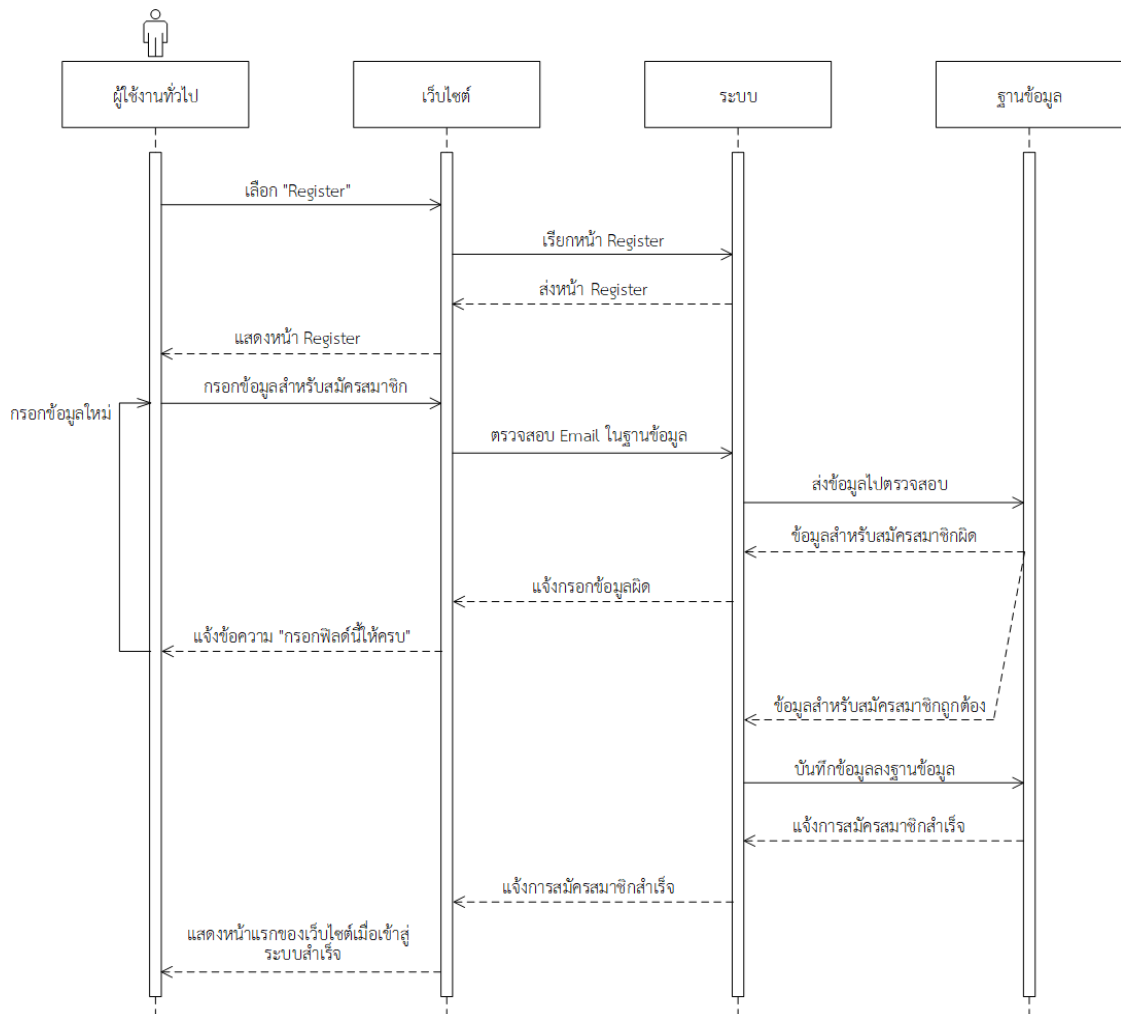 ผู้ใช้งานทั่วไป
เว็บไซต์
ระบบ
ฐานข้อมูล
เลือก "Register"
เรียกหน้า Register
ส่งหน้า Register
แสดงหน้า Register
กรอกข้อมูลสำหรับสมัครสมาชิก
กรอกข้อมูลใหม่
ตรวจสอบ Email ในฐานข้อมูล
ส่งข้อมูลไปตรวจสอบ
ข้อมูลสำหรับสมัครสมาชิกผิด
แจ้งกรอกข้อมูลผิด
แจ้งข้อความ "กรอกฟิลด์นี้ให้ครบ"
ข้อมูลสำหรับสมัครสมาชิกถูกต้อง
บันทึกข้อมูลลงฐานข้อมูล
แจ้งการสมัครสมาชิกสำเร็จ
แจ้งการสมัครสมาชิกสำเร็จ
แสดงหน้าแรกของเว็บไซต์เมื่อเข้าสู่
ระบบสำเร็จ